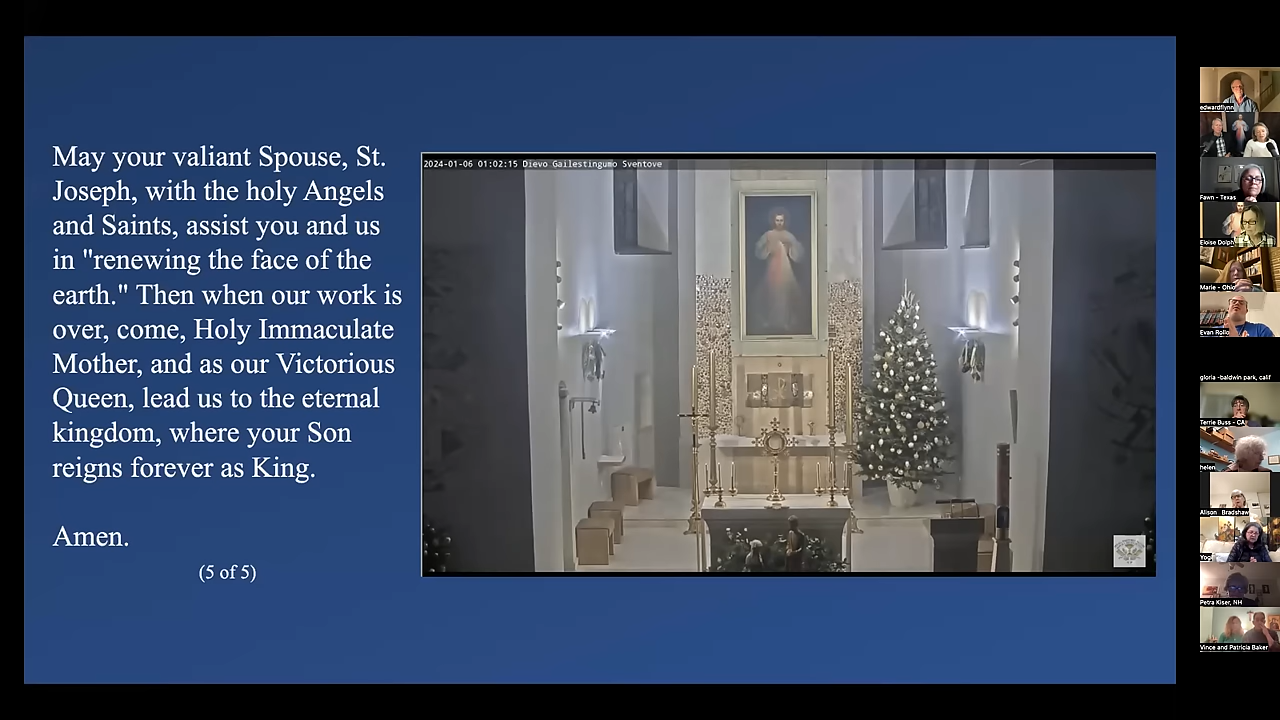 May your valiant Spouse, St.
Joseph, with the holy Angels
and Saints, assist you and us
in "renewing the face of the
earth." Then when our work is
over, come, Holy Immaculate
Mother, and as our Victorious
Queen, lead us to the eternal
kingdom, where your Son
reigns forever as King.
Amen.
(5 of 5)
2024-01-06 01:02:15 Dievo Gailestingumo Sventove
edwardflynn
Fawn - Texas
Eloise Dolph
Marie - Ohio
Evan Rollo
gloria -baldwin park, calif
Terrie Buss - CA
helen
Alison Bradshaw
Petra Kiser, NH
Vince and Patricia Baker